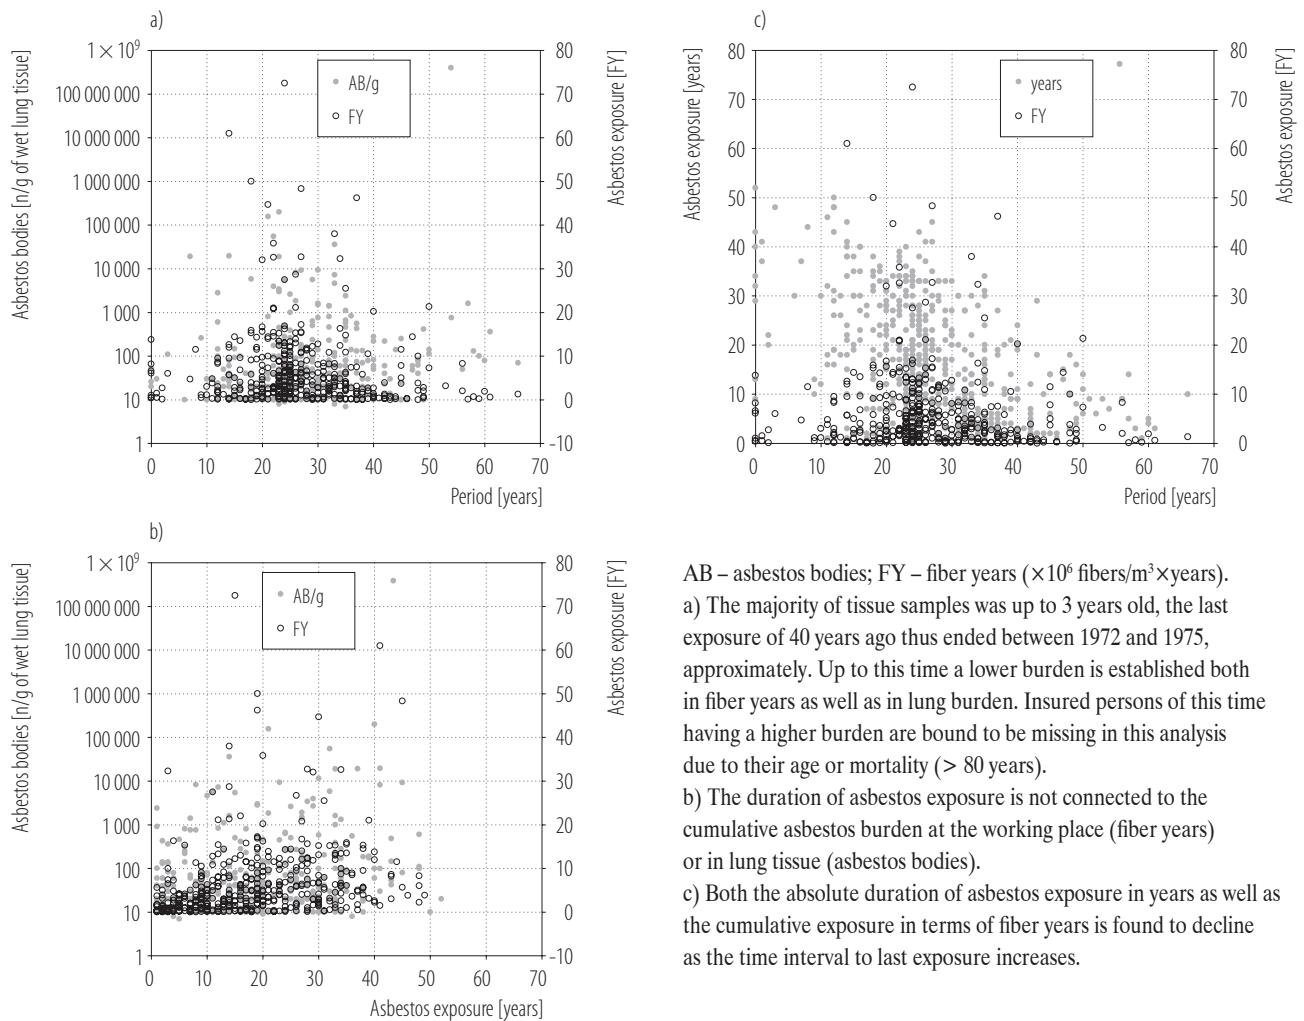 a)
1 × 10⁹
100 000 000
10 000 000
1 000 000
100 000
10 000
1 000
100
10
1
Asbestos bodies [n/g of wet lung tissue]
80
70
60
50
40
30
20
10
0
–10
Asbestos exposure [FY]
AB/g
FY
0 10 20 30 40 50 60 70
Period [years]
c)
80
70
60
50
40
30
20
10
0
Asbestos exposure [years]
80
70
60
50
40
30
20
10
0
Asbestos exposure [FY]
years
FY
0 10 20 30 40 50 60 70
Period [years]
b)
1 × 10⁹
100 000 000
10 000 000
1 000 000
100 000
10 000
1 000
100
10
1
Asbestos bodies [n/g of wet lung tissue]
80
70
60
50
40
30
20
10
0
–10
Asbestos exposure [FY]
AB/g
FY
0 10 20 30 40 50 60 70
Asbestos exposure [years]
AB – asbestos bodies; FY – fiber years (×10⁶ fibers/m³×years).
a) The majority of tissue samples was up to 3 years old, the last
exposure of 40 years ago thus ended between 1972 and 1975,
approximately. Up to this time a lower burden is established both
in fiber years as well as in lung burden. Insured persons of this time
having a higher burden are bound to be missing in this analysis
due to their age or mortality (> 80 years).
b) The duration of asbestos exposure is not connected to the
cumulative asbestos burden at the working place (fiber years)
or in lung tissue (asbestos bodies).
c) Both the absolute duration of asbestos exposure in years as well as
the cumulative exposure in terms of fiber years is found to decline
as the time interval to last exposure increases.